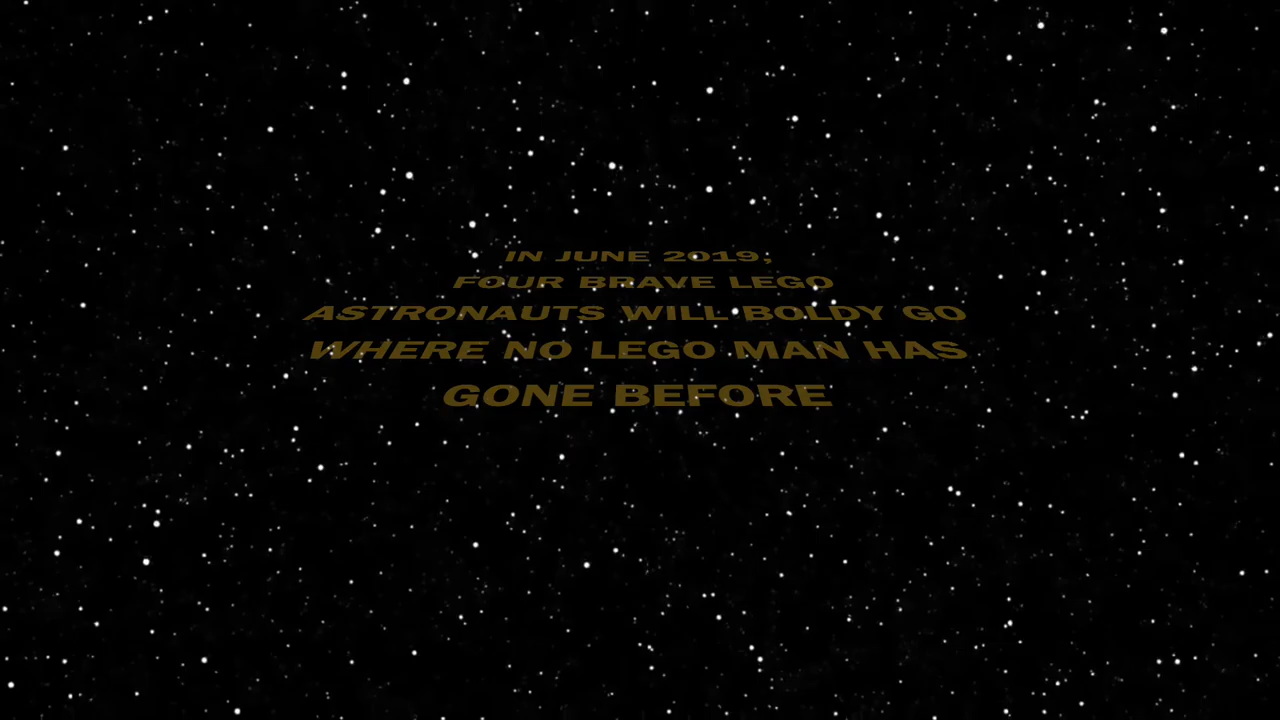 IN JUNE 2019,
FOUR BRAVE LEGO
ASTRONAUTS WILL BOLDY GO
WHERE NO LEGO MAN HAS
GONE BEFORE